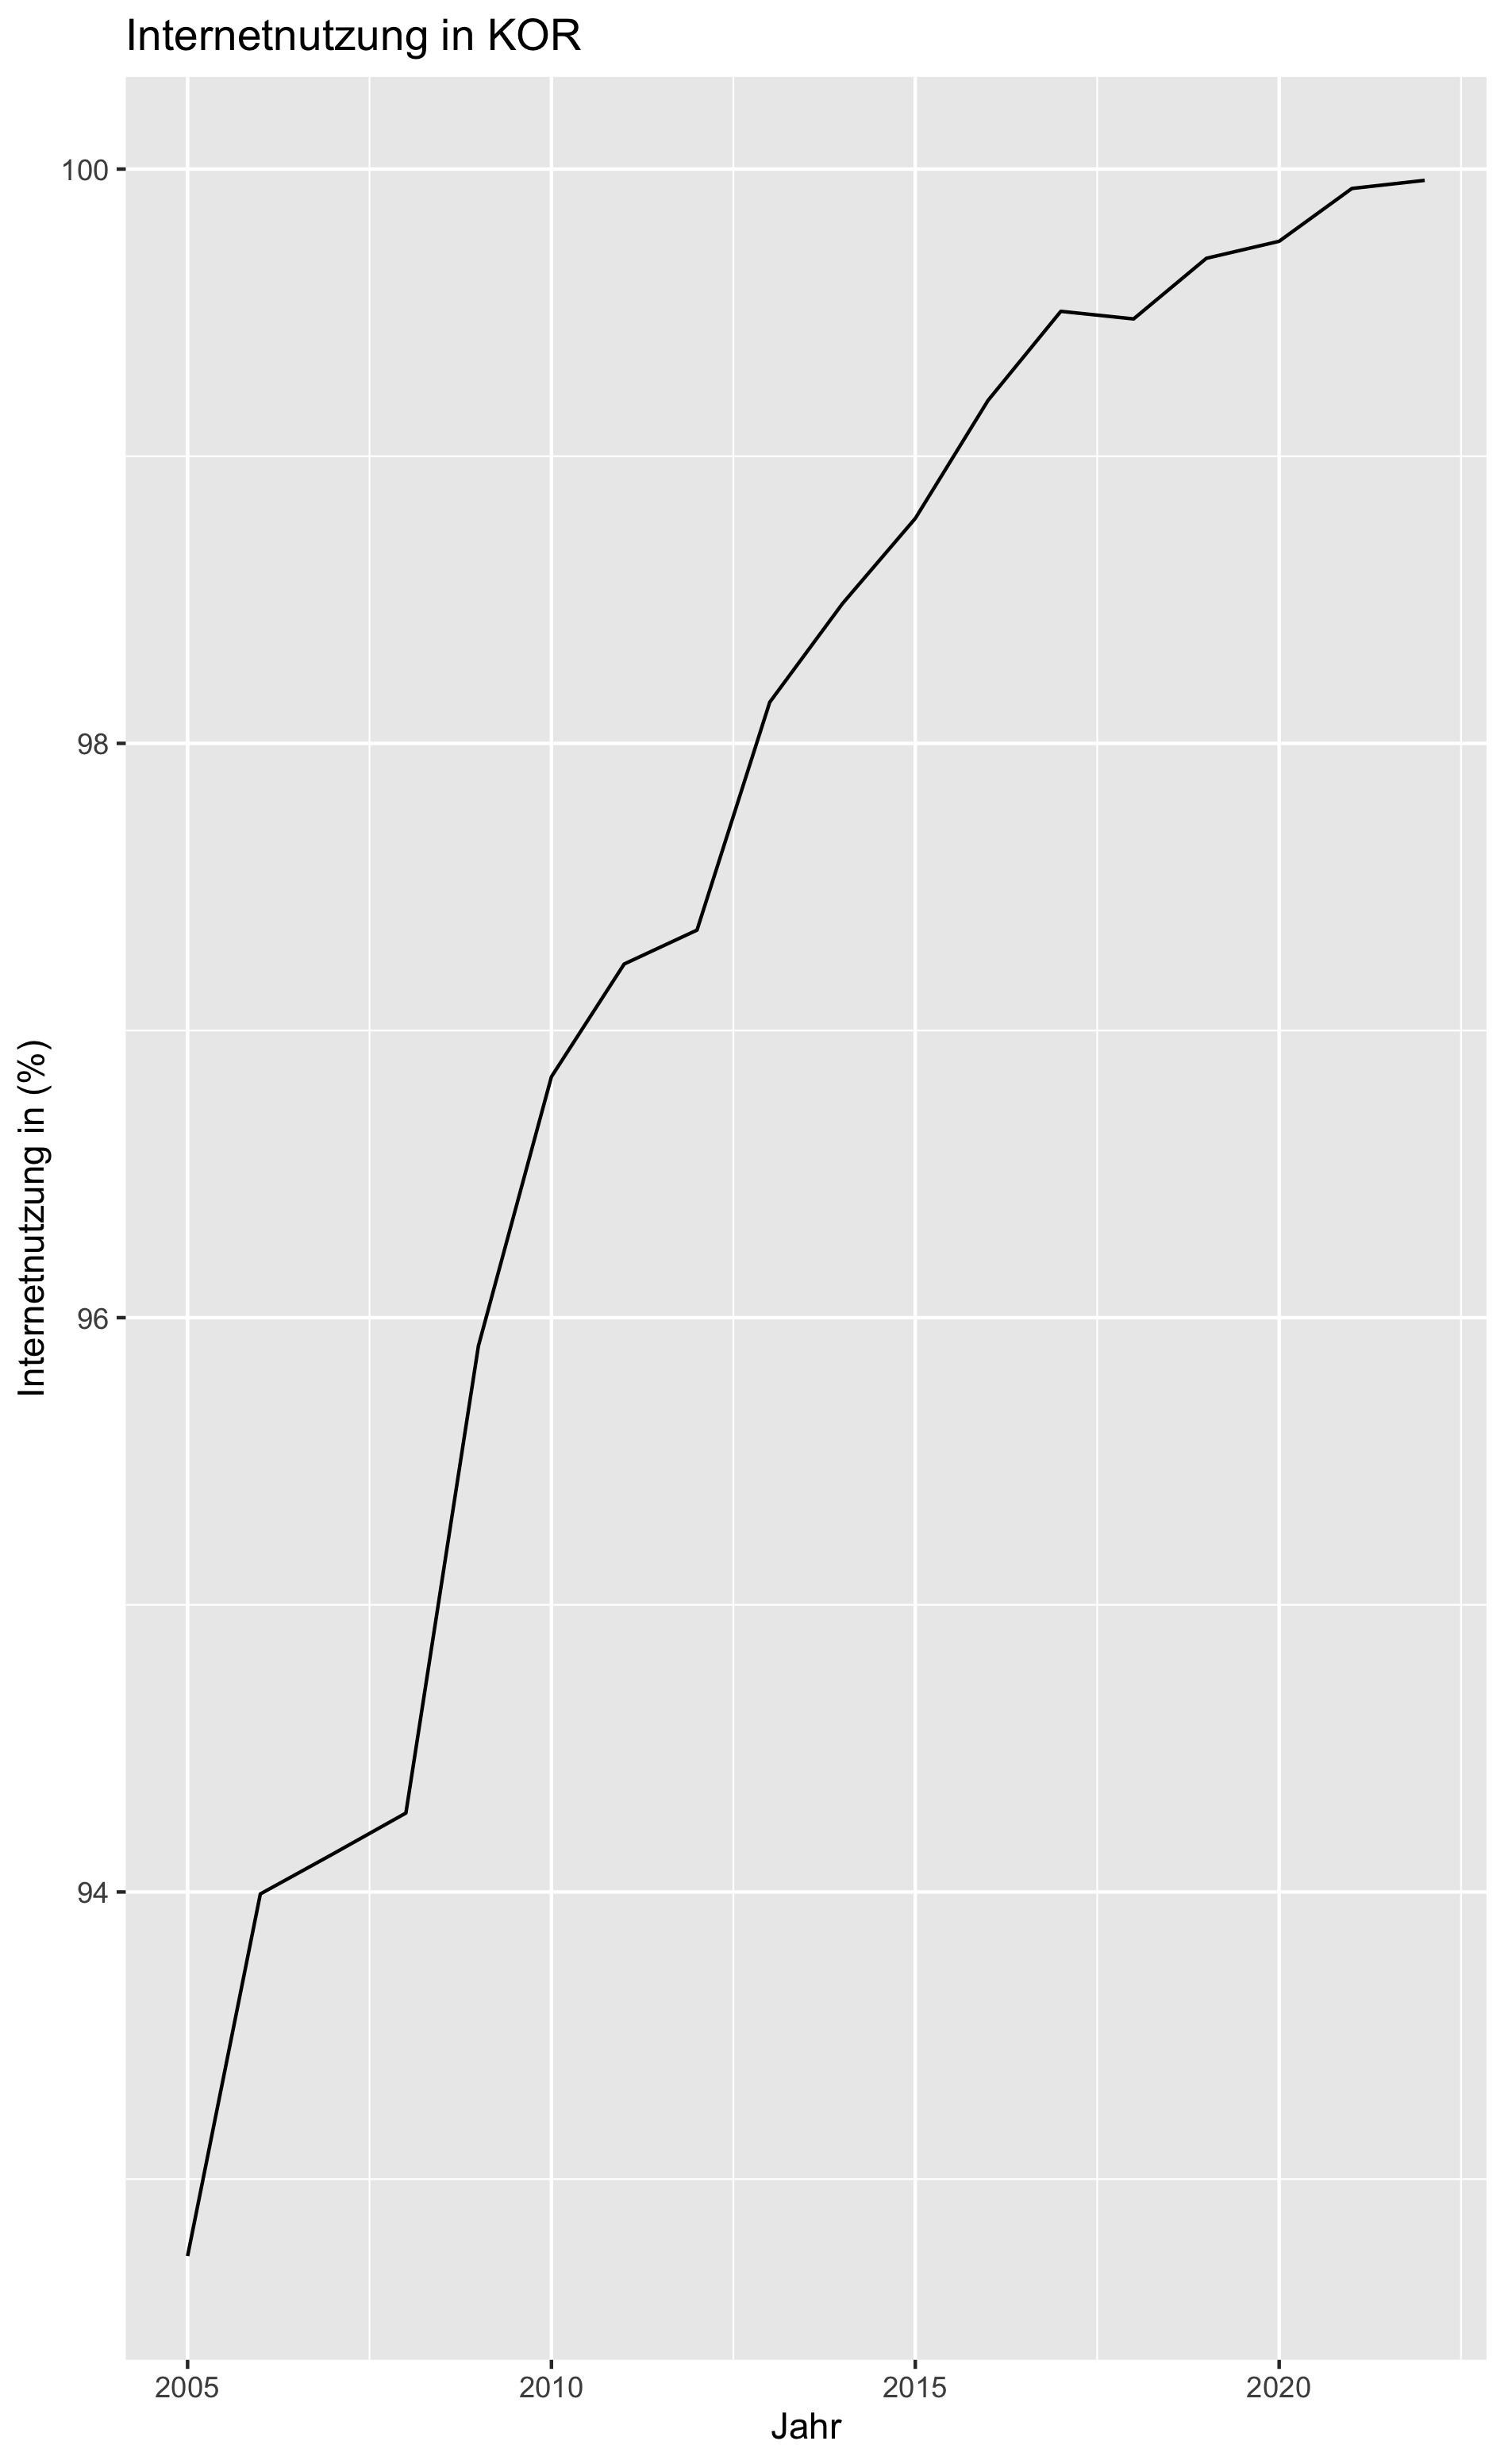 Internetnutzung in KOR
Internetnutzung in (%)
100
98
96
94
2005 2010 2015 2020
Jahr